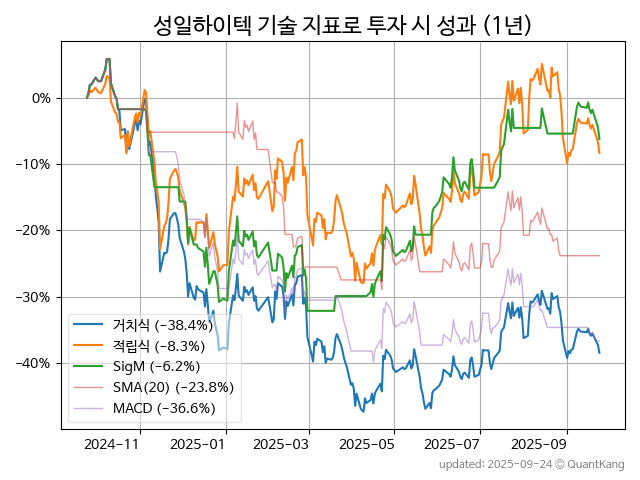 성일하이텍 기술 지표로 투자 시 성과 (1년)
0%
−10%
−20%
−30%
−40%
거치식 (−38.4%)
적립식 (−8.3%)
SigM (−6.2%)
SMA(20) (−23.8%)
MACD (−36.6%)
2024−11
2025−01
2025−03
2025−05
2025−07
2025−09
updated: 2025−09−24 © QuantKang